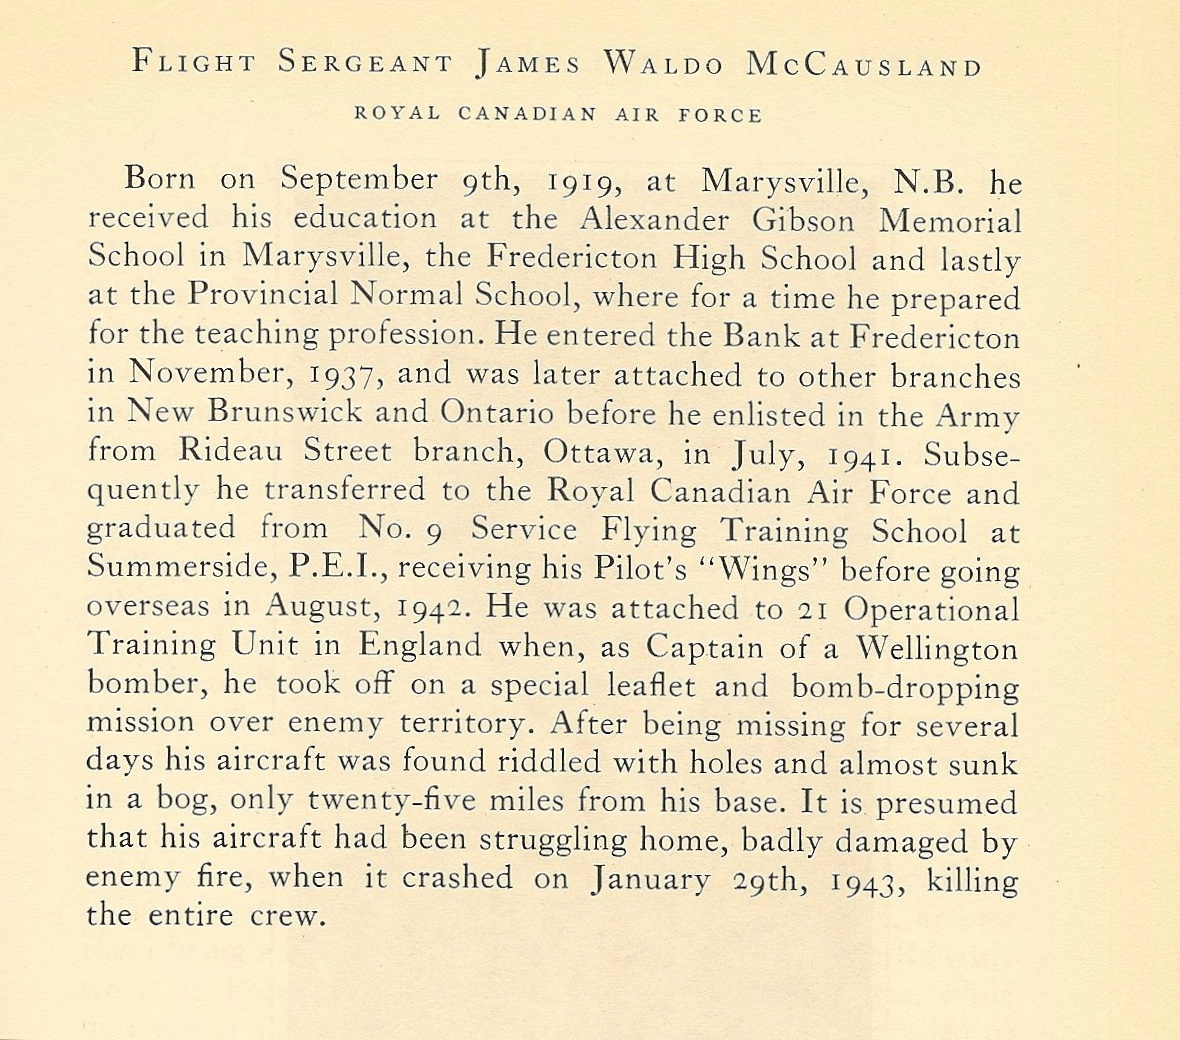 Flight Sergeant James Waldo McCausland
ROYAL CANADIAN AIR FORCE
Born on September 9th, 1919, at Marysville, N.B. he
received his education at the Alexander Gibson Memorial
School in Marysville, the Fredericton High School and lastly
at the Provincial Normal School, where for a time he prepared
for the teaching profession. He entered the Bank at Fredericton
in November, 1937, and was later attached to other branches
in New Brunswick and Ontario before he enlisted in the Army
from Rideau Street branch, Ottawa, in July, 1941. Subse-
quently he transferred to the Royal Canadian Air Force and
graduated from No. 9 Service Flying Training School at
Summerside, P.E.I., receiving his Pilot's "Wings" before going
overseas in August, 1942. He was attached to 21 Operational
Training Unit in England when, as Captain of a Wellington
bomber, he took off on a special leaflet and bomb-dropping
mission over enemy territory. After being missing for several
days his aircraft was found riddled with holes and almost sunk
in a bog, only twenty-five miles from his base. It is presumed
that his aircraft had been struggling home, badly damaged by
enemy fire, when it crashed on January 29th, 1943, killing
the entire crew.